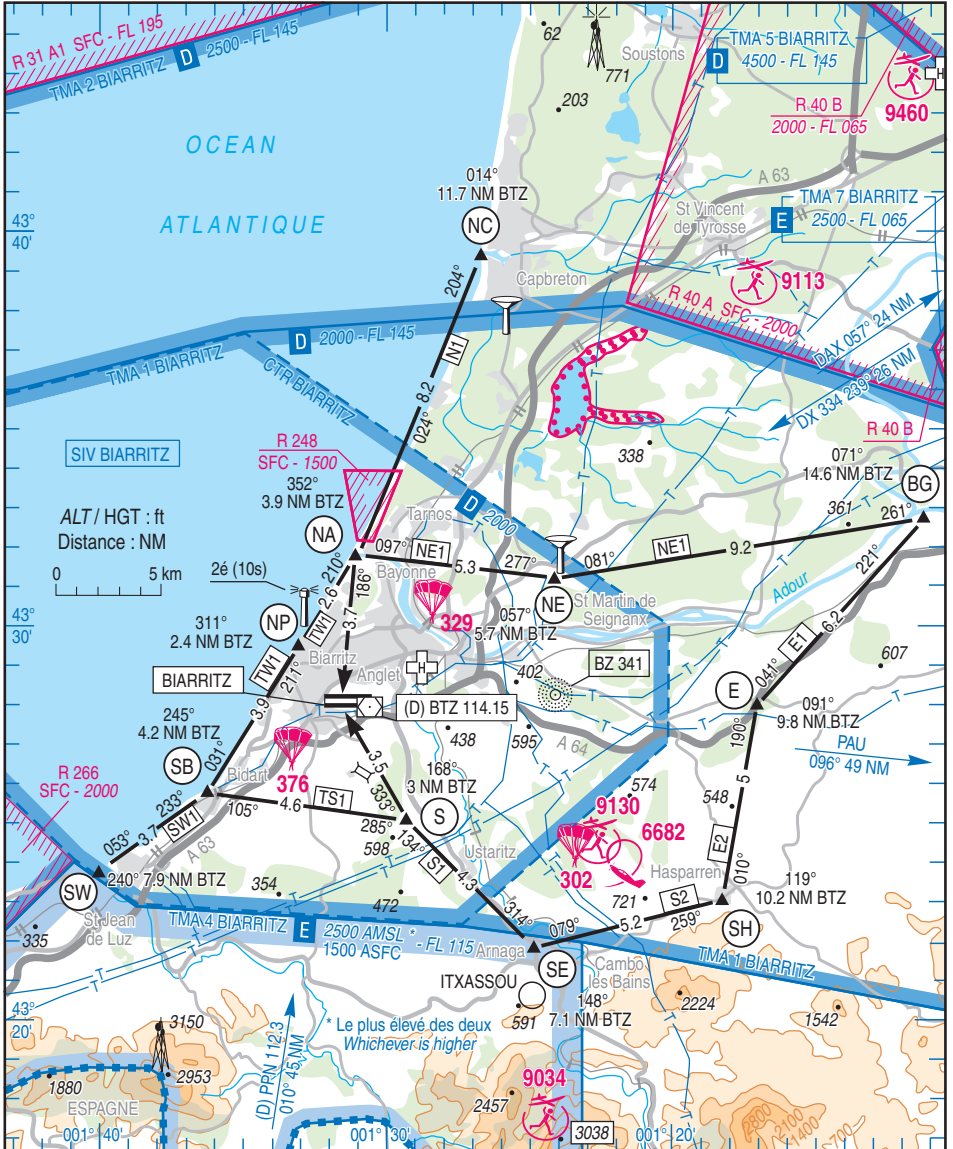 R 31 A1 SFC - FL 195
TMA 2 BIARRITZ D 2500 - FL 145
62
771
Soustons
203
TMA 5 BIARRITZ
D 4500 - FL 145
R 40 B
2000 - FL 065
9460
H
OCEAN
ATLANTIQUE
014°
11.7 NM BTZ
NC
A 63
St Vincent
de Tyrosse
TMA 7 BIARRITZ
E 2500 - FL 065
43°
40'
Capbreton
9113
204°
R 40 A SFC - 2000
D 2000 - FL 145
TMA 1 BIARRITZ
CTR BIARRITZ
N1
8.2
024°
DAX 057° 24 NM
DX 334 239° 26 NM
R 40 B
SIV BIARRITZ
R 248
SFC - 1500
352°
3.9 NM BTZ
338
071°
14.6 NM BTZ
BG
D 2000
361
261°
ALT / HGT : ft
Distance : NM
0 5 km
Tarnos
NA
097°
NE1
5.3
277°
081°
NE1
9.2
221°
Bayonne
2é (10s)
210°
2.6
TW1
186°
3.7
NE
St Martin de
Seignanx
Adour
43°
30'
311°
2.4 NM BTZ
NP
329
057°
5.7 NM BTZ
6.2
E1
041°
607
Biarritz
Anglet
H
402
BZ 341
TW1
211°
BIARRITZ
(D) BTZ 114.15
E
091°
9.8 NM BTZ
190°
245°
4.2 NM BTZ
3.9
031°
438
595
A 64
PAU
096° 49 NM
SB
Bidart
376
3.5
333°
168°
3 NM BTZ
S
574
5
548
R 266
SFC - 2000
233°
105°
4.6
TS1
285°
9130
6682
053°
3.7
SW1
A 63
598
134°
S1
Ustaritz
302
Hasparren
E2
010°
SW
240° 7.9 NM BTZ
354
4.3
119°
10.2 NM BTZ
St Jean
de Luz
472
721
S2
335
TMA 4 BIARRITZ E 2500 AMSL * - FL 115
1500 ASFC
314°
079°
5.2
259°
SH
Arnaga
SE
TMA 1 BIARRITZ
ITXASSOU
Cambo
les Bains
43°
20'
591
148°
7.1 NM BTZ
2224
1542
3150
* Le plus élevé des deux
Whichever is higher
2953
(D) PPN 112.3
010° 45 NM
1880
ESPAGNE
2457
9034
3038
2800
2100
1400
001° 40'
001° 30'
001° 20'